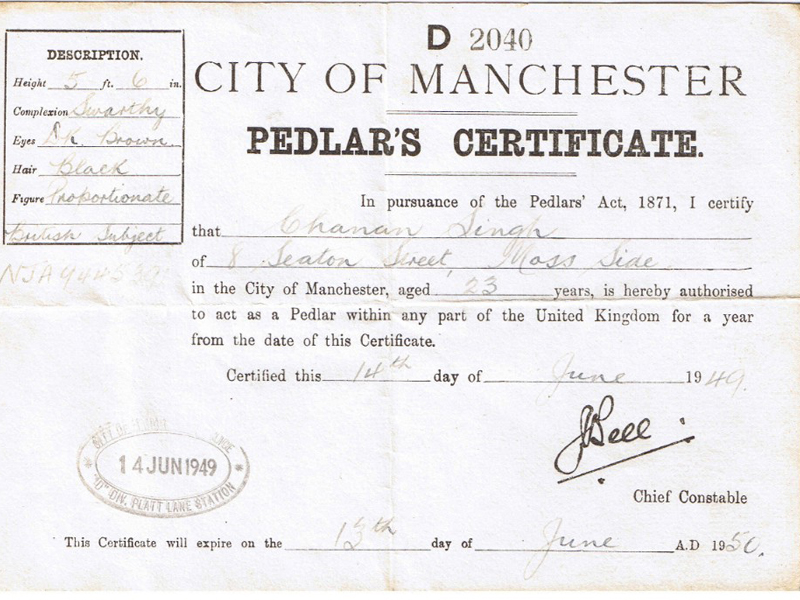 D 2040
CITY OF MANCHESTER
PEDLAR'S CERTIFICATE.
DESCRIPTION.
Height 5 ft. 6 in.
Complexion Swarthy
Eyes Dk Brown
Hair Black
Figure Proportionate
British Subject
In pursuance of the Pedlars' Act, 1871, I certify
that Chanan Singh
of 8, Seaton Street, Moss Side
in the City of Manchester, aged 23 years, is hereby authorised
to act as a Pedlar within any part of the United Kingdom for a year
from the date of this Certificate.
Certified this 14th day of June 1949.
J Bell
Chief Constable
CITY OF
14 JUN 1949
"D" DIV. PLATT LANE STATION
This Certificate will expire on the 13th day of June A.D 1950.